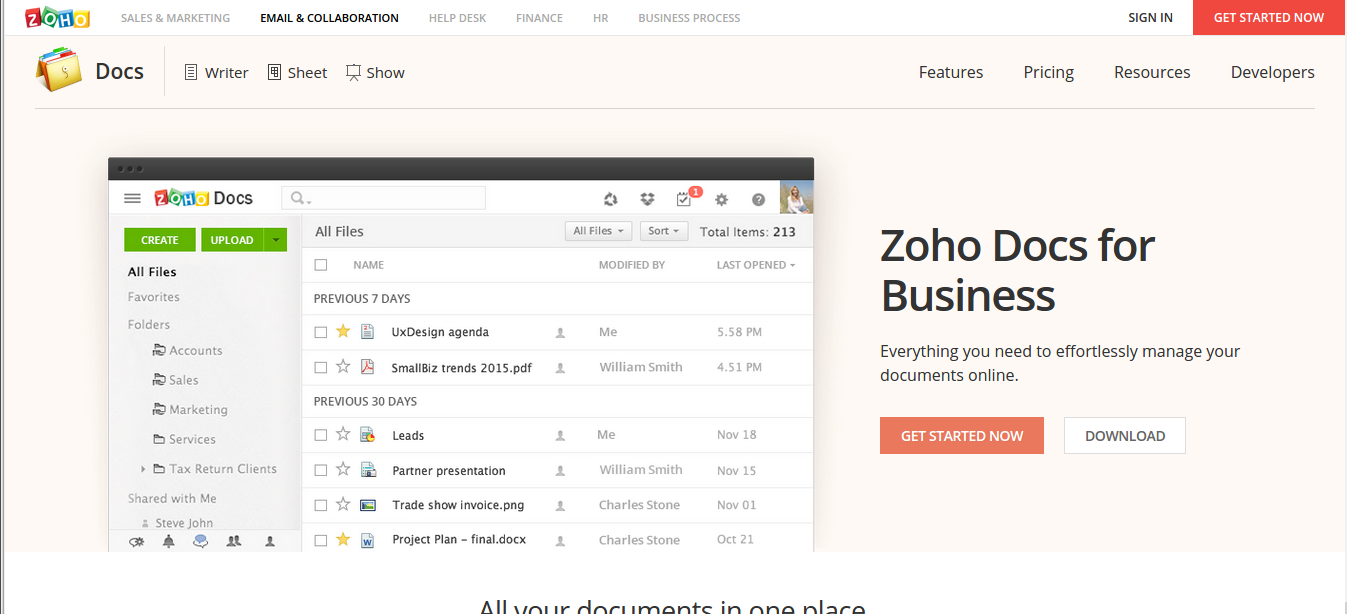 ZOHO SALES & MARKETING EMAIL & COLLABORATION HELP DESK FINANCE HR BUSINESS PROCESS SIGN IN GET STARTED NOW
Docs Writer Sheet Show Features Pricing Resources Developers
ZOHO Docs 1
CREATE UPLOAD
All Files
Favorites
Folders
Accounts
Sales
Marketing
Services
Tax Return Clients
Shared with Me
Steve John
All Files All Files Sort Total Items: 213
NAME MODIFIED BY LAST OPENED
PREVIOUS 7 DAYS
UxDesign agenda Me 5.58 PM
SmallBiz trends 2015.pdf William Smith 4.51 PM
PREVIOUS 30 DAYS
Leads Me Nov 18
Partner presentation William Smith Nov 15
Trade show invoice.png Charles Stone Nov 01
Project Plan – final.docx Charles Stone Oct 21
Zoho Docs for
Business
Everything you need to effortlessly manage your
documents online.
GET STARTED NOW DOWNLOAD
All your documents in one place